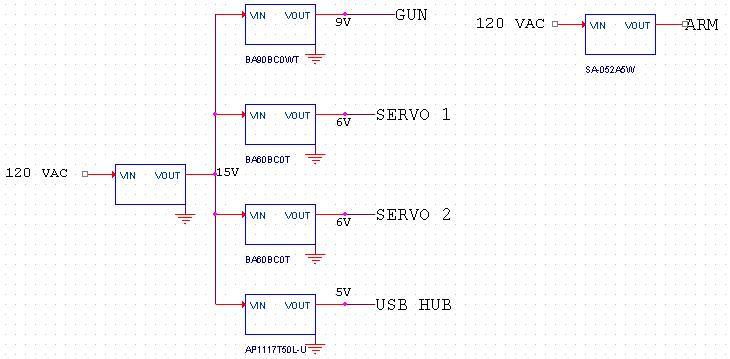 VIN VOUT
9V
GUN
BA90BC0WT
120 VAC
VIN VOUT
ARM
SA-052A5W
VIN VOUT
6V
SERVO 1
BA60BC0T
120 VAC
VIN VOUT
15V
VIN VOUT
6V
SERVO 2
BA60BC0T
VIN VOUT
5V
USB HUB
AP1117T50L-U